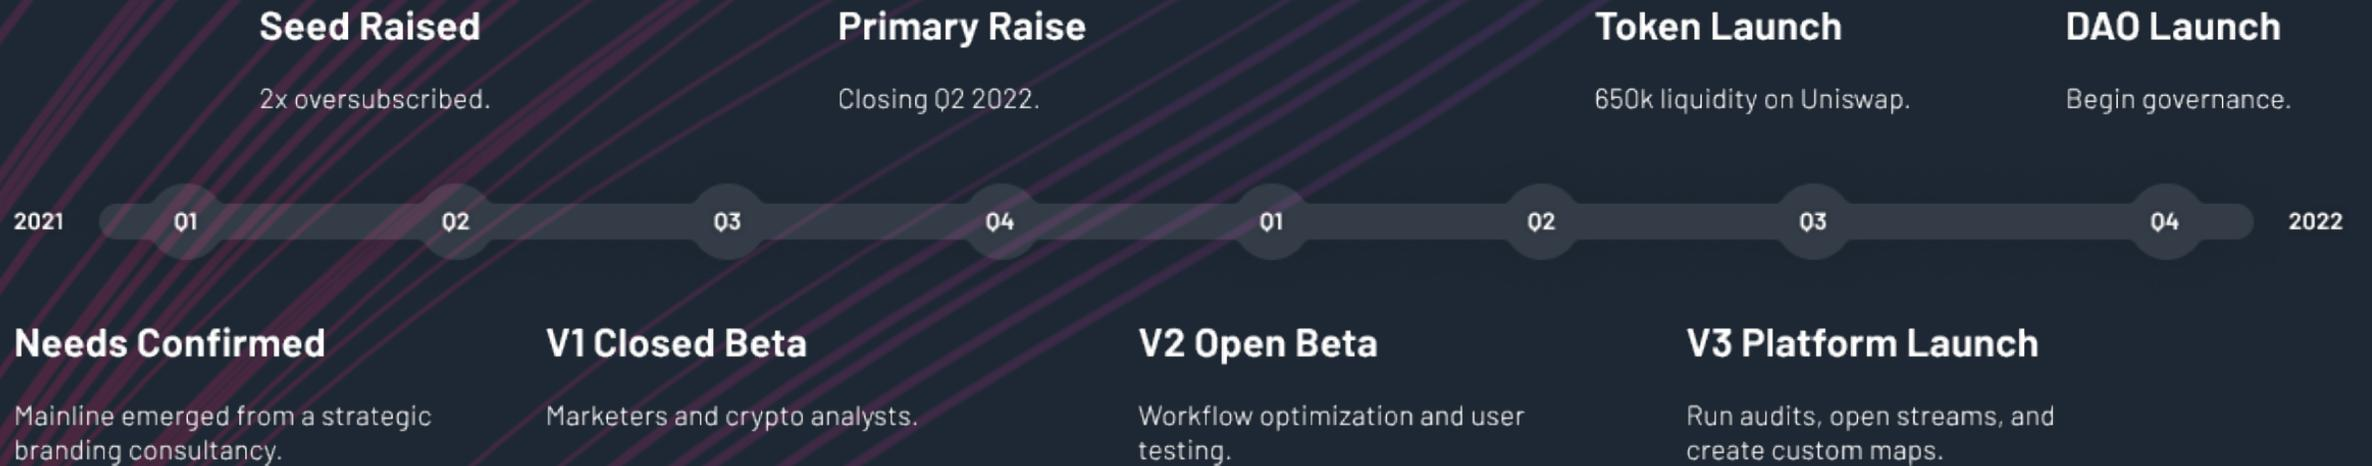 Seed Raised
2x oversubscribed.
Primary Raise
Closing Q2 2022.
Token Launch
650k liquidity on Uniswap.
DAO Launch
Begin governance.
2021 Q1 Q2 Q3 Q4 Q1 Q2 Q3 Q4 2022
Needs Confirmed
Mainline emerged from a strategic
branding consultancy.
V1 Closed Beta
Marketers and crypto analysts.
V2 Open Beta
Workflow optimization and user
testing.
V3 Platform Launch
Run audits, open streams, and
create custom maps.